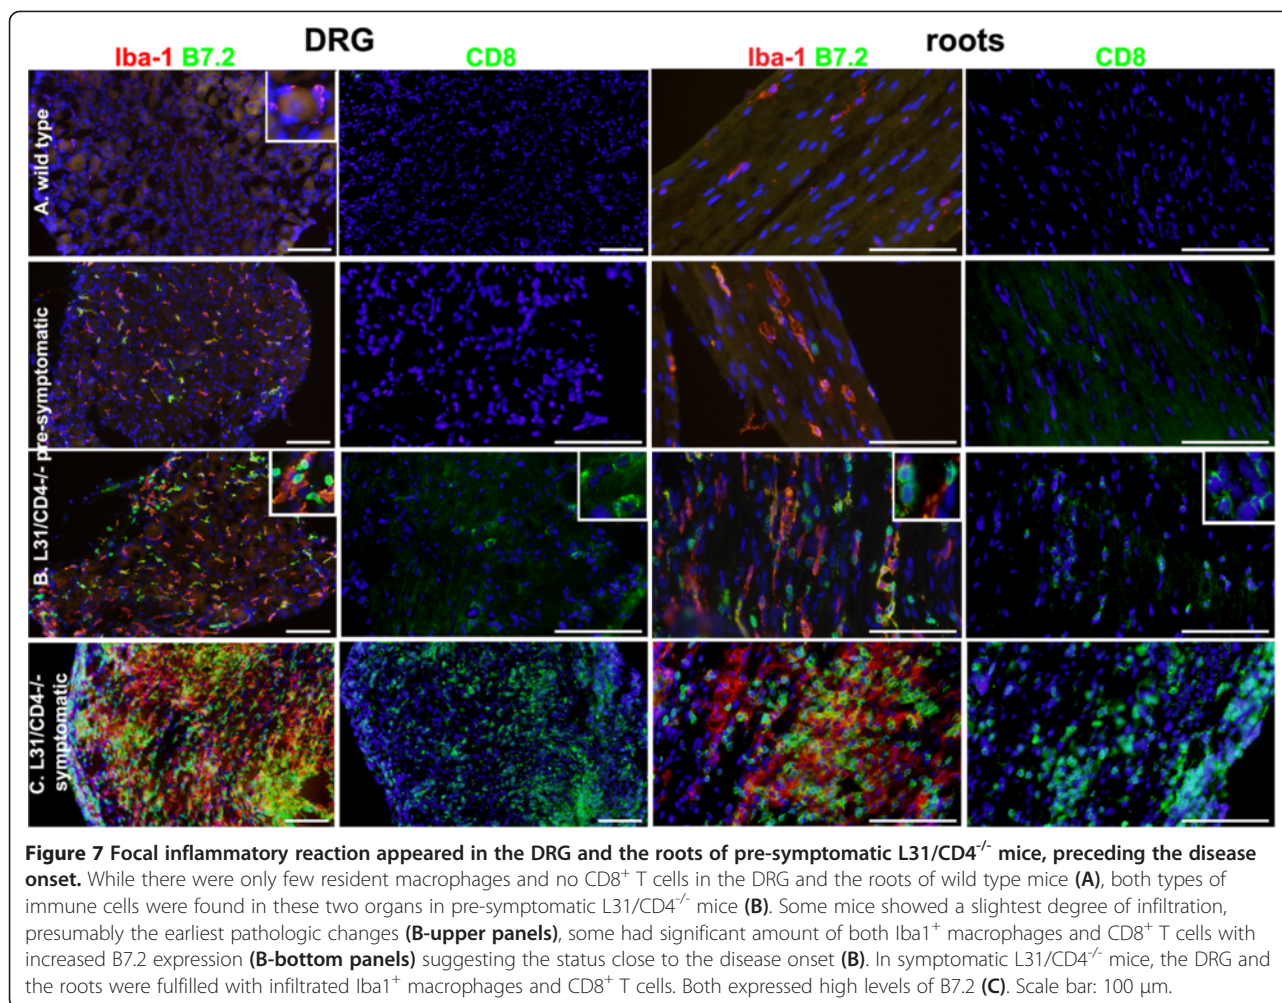 DRG roots
Iba-1 B7.2 CD8 Iba-1 B7.2 CD8
A. wild type
B. L31/CD4-/- pre-symptomatic
C. L31/CD4-/-
symptomatic
Figure 7 Focal inflammatory reaction appeared in the DRG and the roots of pre-symptomatic L31/CD4-/- mice, preceding the disease
onset. While there were only few resident macrophages and no CD8+ T cells in the DRG and the roots of wild type mice (A), both types of
immune cells were found in these two organs in pre-symptomatic L31/CD4-/- mice (B). Some mice showed a slightest degree of infiltration,
presumably the earliest pathologic changes (B-upper panels), some had significant amount of both Iba1+ macrophages and CD8+ T cells with
increased B7.2 expression (B-bottom panels) suggesting the status close to the disease onset (B). In symptomatic L31/CD4-/- mice, the DRG and
the roots were fulfilled with infiltrated Iba1+ macrophages and CD8+ T cells. Both expressed high levels of B7.2 (C). Scale bar: 100 μm.